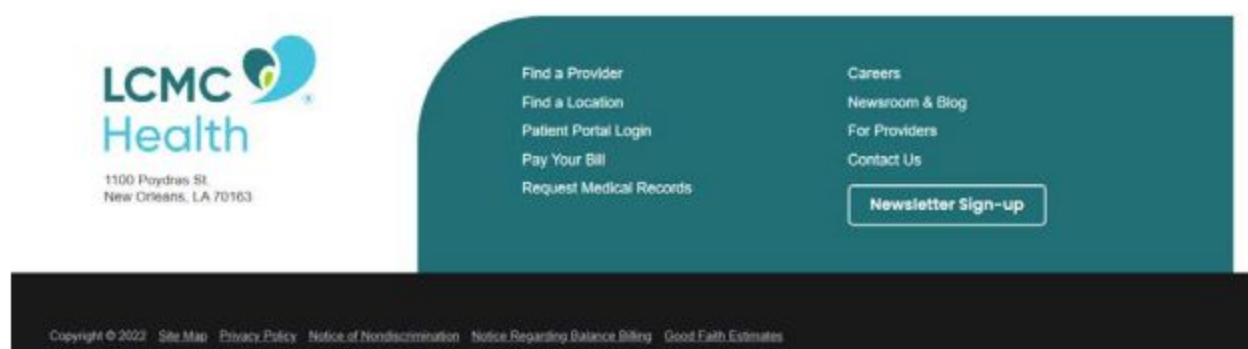 LCMC
Health
®
1100 Poydras St.
New Orleans, LA 70163
Find a Provider
Find a Location
Patient Portal Login
Pay Your Bill
Request Medical Records
Careers
Newsroom & Blog
For Providers
Contact Us
Newsletter Sign-up
Copyright © 2022 Site Map Privacy Policy Notice of Nondiscrimination Notice Regarding Balance Billing Good Faith Estimates